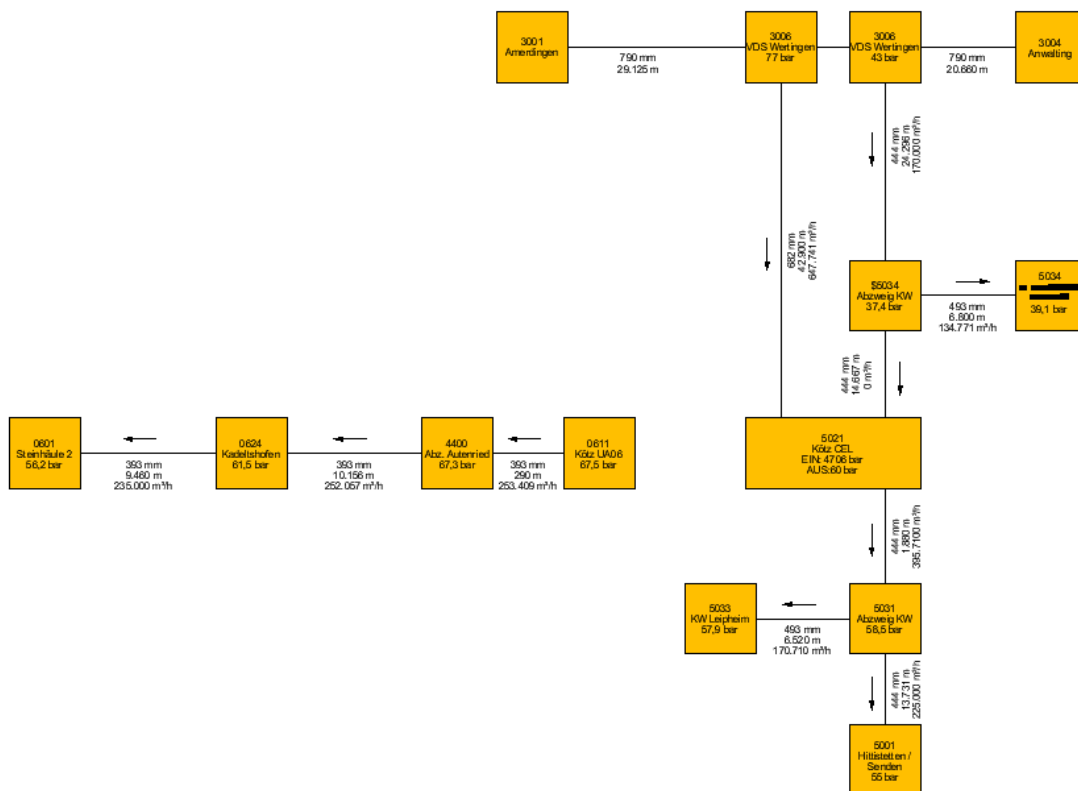 3001
Amerdingen
790 mm
29.125 m
3006
VDS Wertingen
77 bar
3006
VDS Wertingen
43 bar
790 mm
20.660 m
3004
Anwalting
444 mm
24.296 m
170.000 m³/h
682 mm
42.900 m
647.741 m³/h
S5034
Abzweig KW
37,4 bar
493 mm
6.800 m
134.771 m³/h
5034
39,1 bar
444 mm
14.667 m
0 m³/h
0601
Steinhäule 2
56,2 bar
393 mm
9.460 m
235.000 m³/h
0624
Kadeltshofen
61,5 bar
393 mm
10.156 m
252.057 m³/h
4400
Abz. Autenried
67,3 bar
393 mm
290 m
253.409 m³/h
0611
Kötz UA06
67,5 bar
5021
Kötz CEL
EIN: 4706 bar
AUS:60 bar
444 mm
1.880 m
395.7100 m³/h
5033
KW Leipheim
57,9 bar
493 mm
6.520 m
170.710 m³/h
5031
Abzweig KW
58,5 bar
444 mm
13.731 m
225.000 m³/h
5001
Hittistetten /
Senden
55 bar